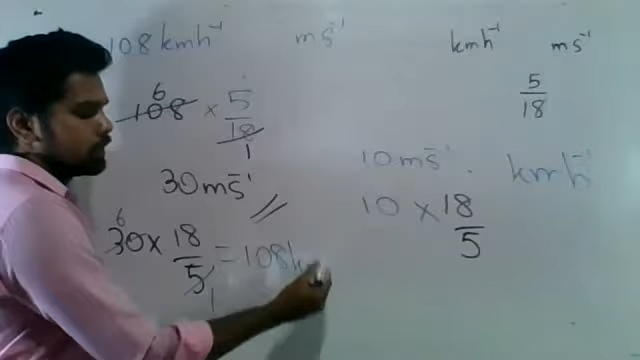 108 kmh⁻¹ ms⁻¹
6
108 × 5/18
1
30 ms⁻¹
6
30 × 18/5 = 108k
1
kmh⁻¹ ms⁻¹
5/18
10 ms⁻¹ . kmh⁻¹
10 × 18/5